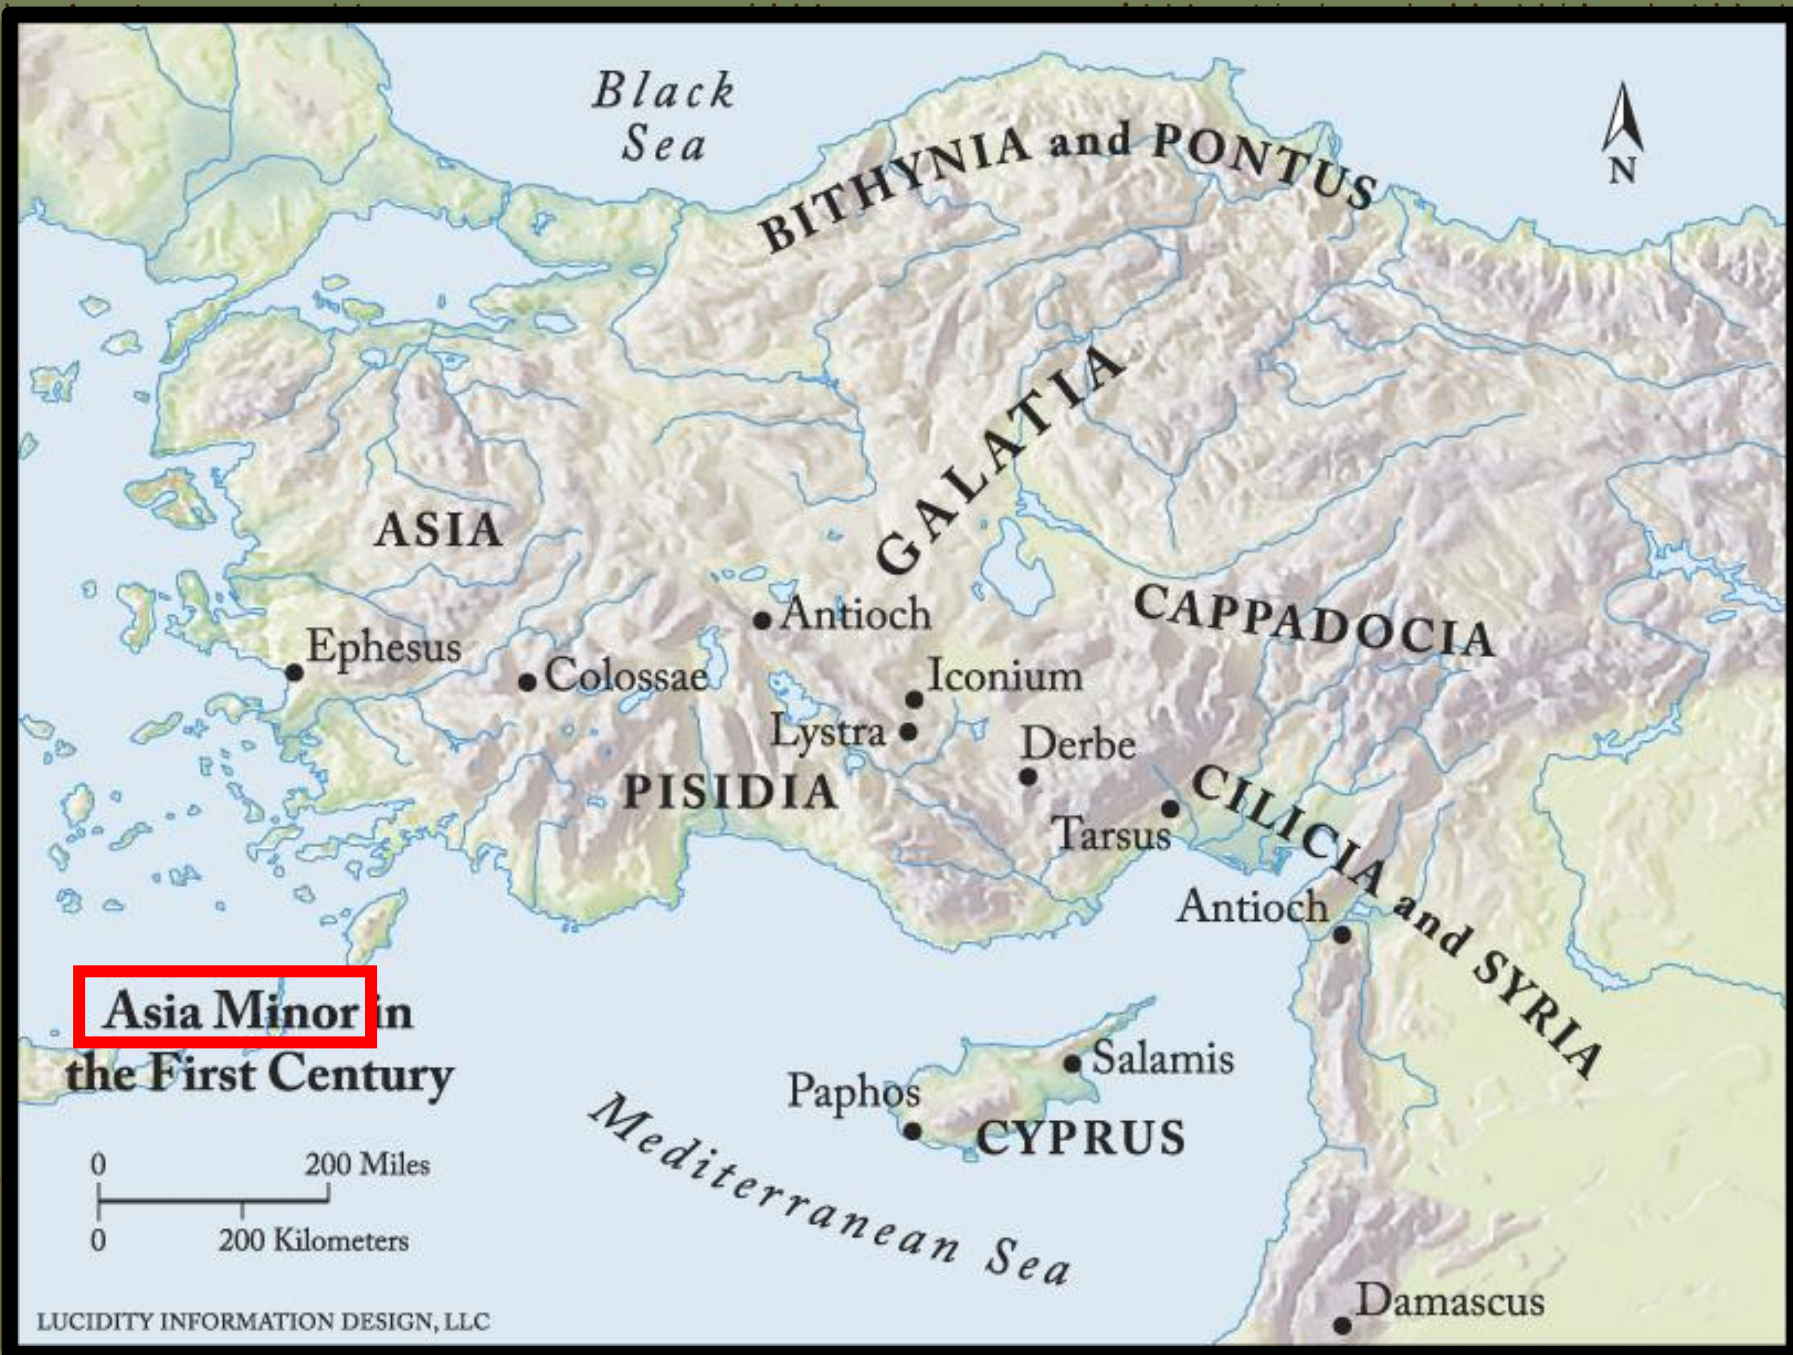 Black
Sea
BITHYNIA and PONTUS
N
GALATIA
ASIA
CAPPADOCIA
Antioch
Ephesus
Colossae
Iconium
Lystra
Derbe
PISIDIA
CILICIA and SYRIA
Tarsus
Antioch
Asia Minor in
the First Century
Salamis
Paphos
CYPRUS
Mediterranean Sea
0 200 Miles
0 200 Kilometers
Damascus
LUCIDITY INFORMATION DESIGN, LLC